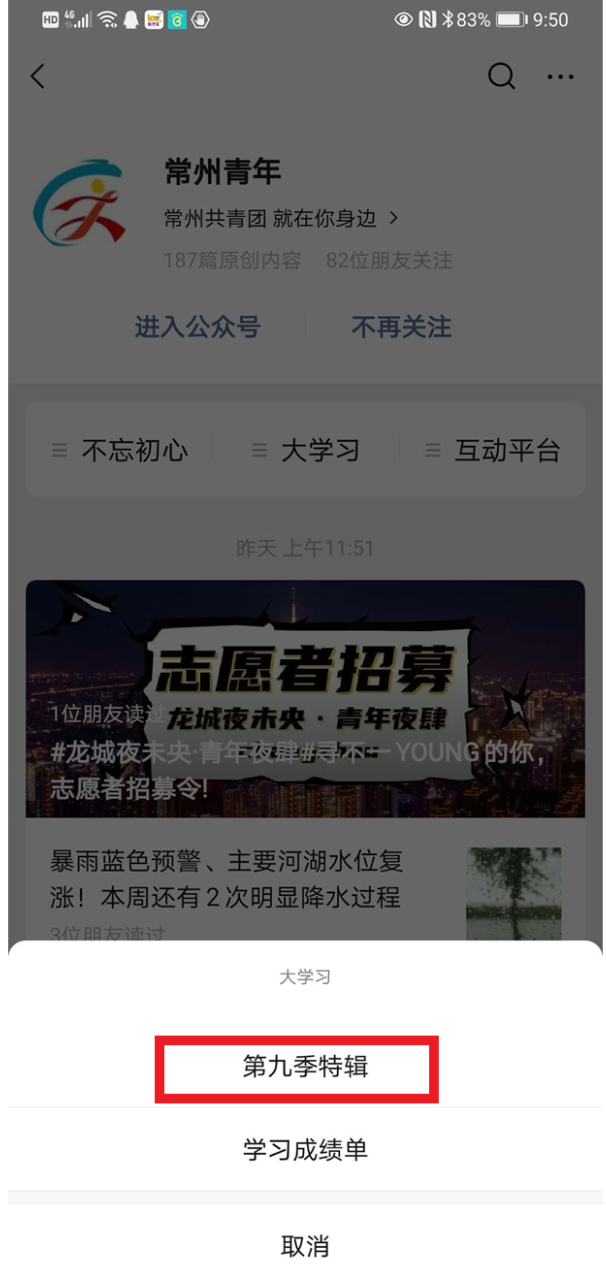 HD 4G 83% 9:50
常州青年
常州共青团 就在你身边
187篇原创内容 82位朋友关注
进入公众号 不再关注
不忘初心 大学习 互动平台
昨天 上午11:51
志愿者招募
龙城夜未央·青年夜肆
1位朋友读过
#龙城夜未央·青年夜肆#寻不一YOUNG的你,
志愿者招募令!
暴雨蓝色预警、主要河湖水位复
涨！本周还有2次明显降水过程
3位朋友读过
大学习
第九季特辑
学习成绩单
取消